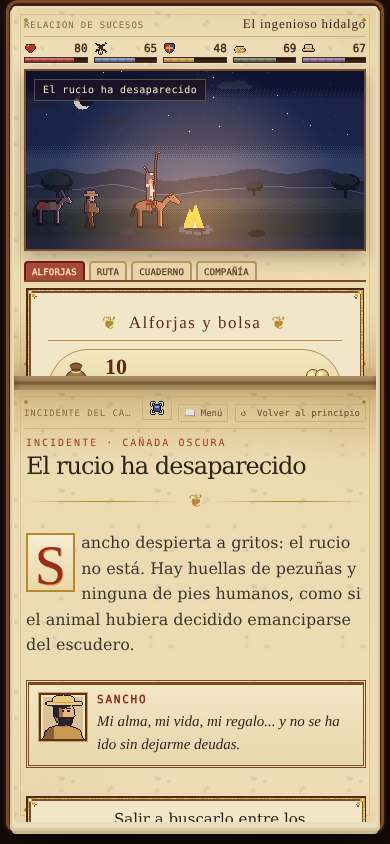 RELACIÓN DE SUCESOS
El ingenioso hidalgo
80 65 48 69 67
El rucio ha desaparecido
ALFORJAS RUTA CUADERNO COMPAÑÍA
❦ Alforjas y bolsa ❦
10
INCIDENTE DEL CA… 📖 Menú ↺ Volver al principio
INCIDENTE · CAÑADA OSCURA
El rucio ha desaparecido
Sancho despierta a gritos: el rucio
no está. Hay huellas de pezuñas y
ninguna de pies humanos, como si
el animal hubiera decidido emanciparse
del escudero.
SANCHO
Mi alma, mi vida, mi regalo... y no se ha
ido sin dejarme deudas.
Salir a buscarlo entre los